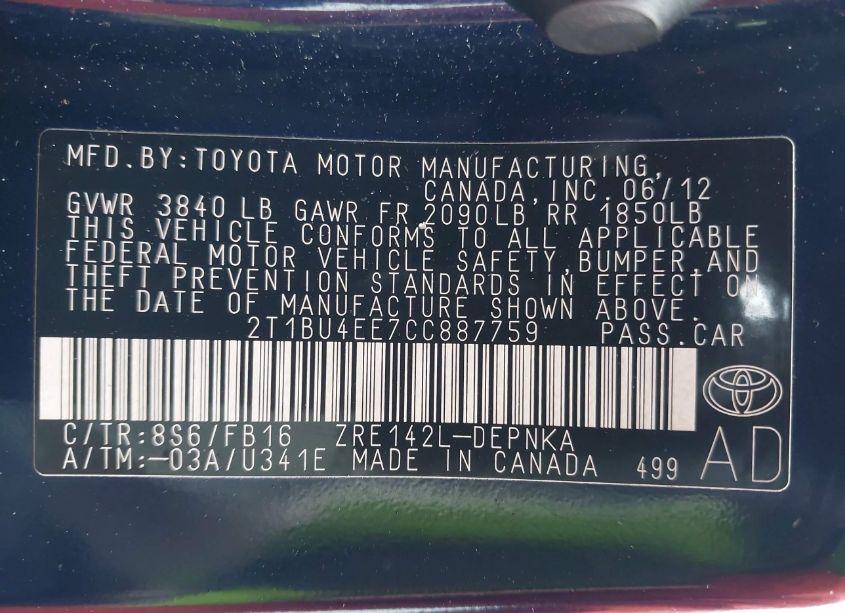 MFD.BY:TOYOTA MOTOR MANUFACTURING,
CANADA,INC. 06/12
GVWR 3840 LB GAWR FR 2090LB RR 1850LB
THIS VEHICLE CONFORMS TO ALL APPLICABLE
FEDERAL MOTOR VEHICLE SAFETY,BUMPER,AND
THEFT PREVENTION STANDARDS IN EFFECT ON
THE DATE OF MANUFACTURE SHOWN ABOVE.
2T1BU4EE7CC887759 PASS.CAR
C/TR:8S6/FB16 ZRE142L-DEPNKA
A/TM:-03A/U341E MADE IN CANADA 499 AD